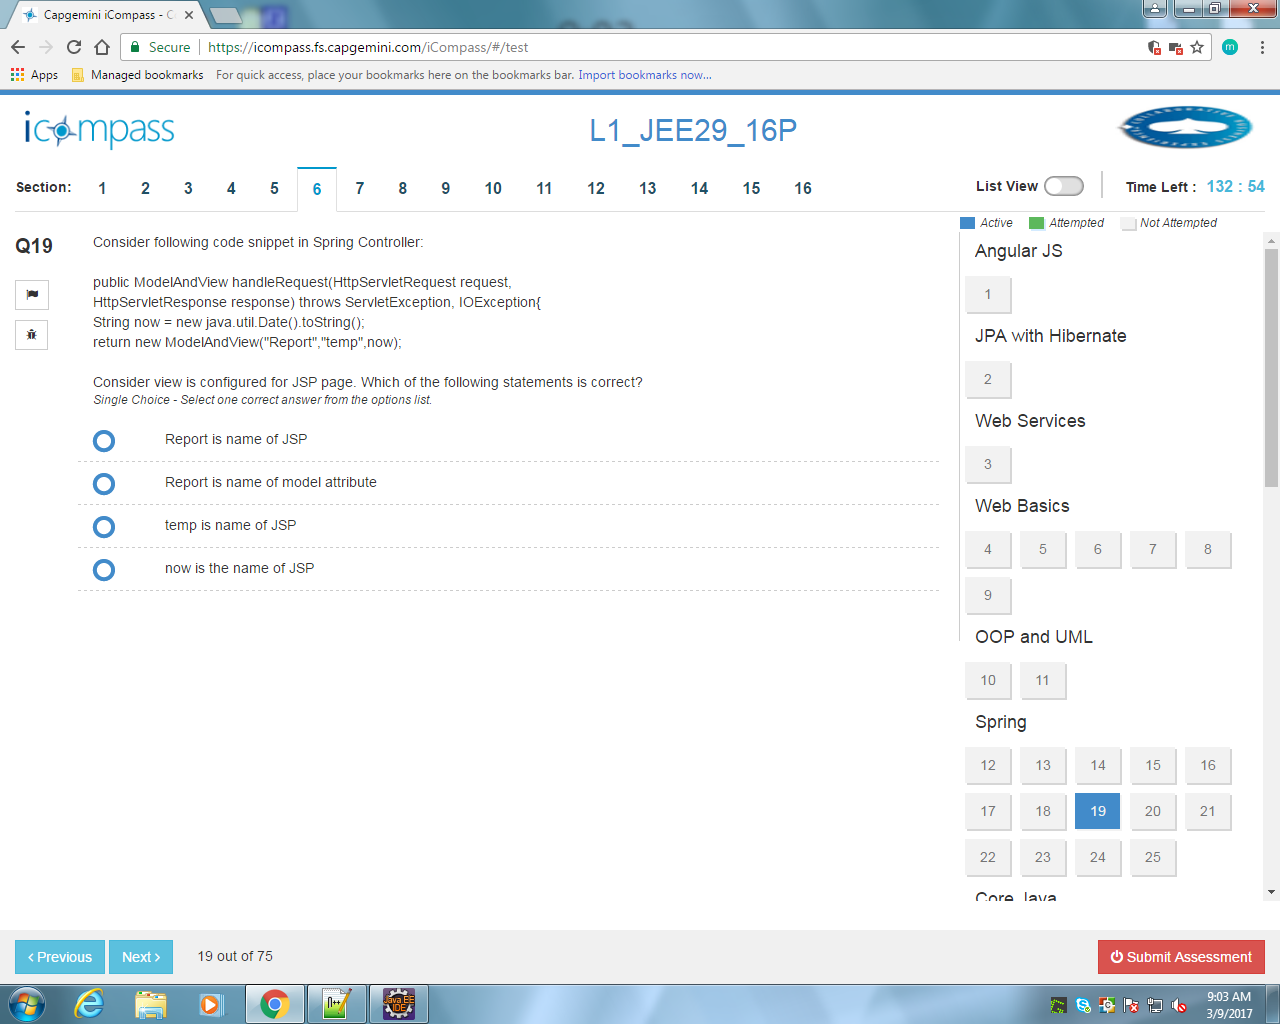 Capgemini iCompass - C
Secure
https://icompass.fs.capgemini.com/iCompass/#/test
m
Apps
Managed bookmarks
For quick access, place your bookmarks here on the bookmarks bar. Import bookmarks now...
icompass
L1_JEE29_16P
Section: 1 2 3 4 5 6 7 8 9 10 11 12 13 14 15 16
List View
Time Left : 132 : 54
Active Attempted Not Attempted
Q19
Consider following code snippet in Spring Controller:
public ModelAndView handleRequest(HttpServletRequest request,
HttpServletResponse response) throws ServletException, IOException{
String now = new java.util.Date().toString();
return new ModelAndView("Report","temp",now);
Consider view is configured for JSP page. Which of the following statements is correct?
Single Choice - Select one correct answer from the options list.
Report is name of JSP
Report is name of model attribute
temp is name of JSP
now is the name of JSP
Angular JS
1
JPA with Hibernate
2
Web Services
3
Web Basics
4 5 6 7 8
9
OOP and UML
10 11
Spring
12 13 14 15 16
17 18 19 20 21
22 23 24 25
Core Java
‹ Previous
Next ›
19 out of 75
Submit Assessment
Java EE
IDE
9:03 AM
3/9/2017